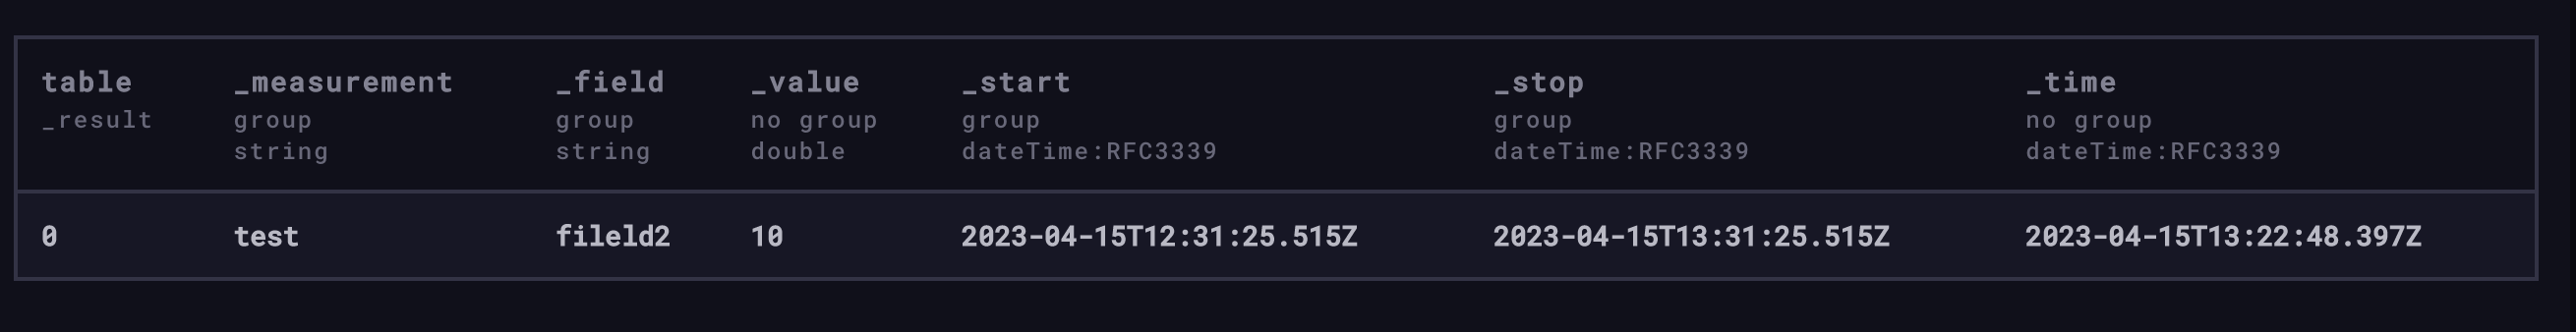 table _measurement _field _value _start _stop _time
_result group group no group group group no group
string string double dateTime:RFC3339 dateTime:RFC3339 dateTime:RFC3339
0 test fileld2 10 2023-04-15T12:31:25.515Z 2023-04-15T13:31:25.515Z 2023-04-15T13:22:48.397Z